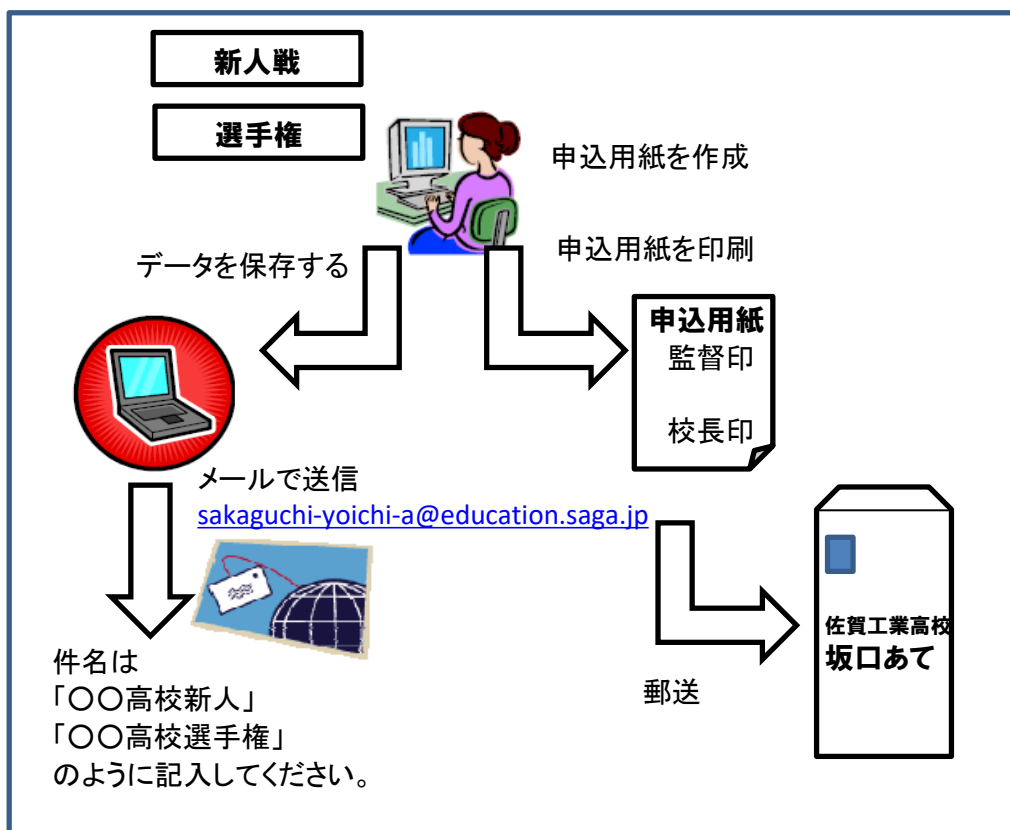 新人戦
選手権
申込用紙を作成
申込用紙を印刷
データを保存する
申込用紙
監督印
校長印
メールで送信
sakaguchi-yoichi-a@education.saga.jp
佐賀工業高校
坂口あて
郵送
件名は
「〇〇高校新人」
「〇〇高校選手権」
のように記入してください。